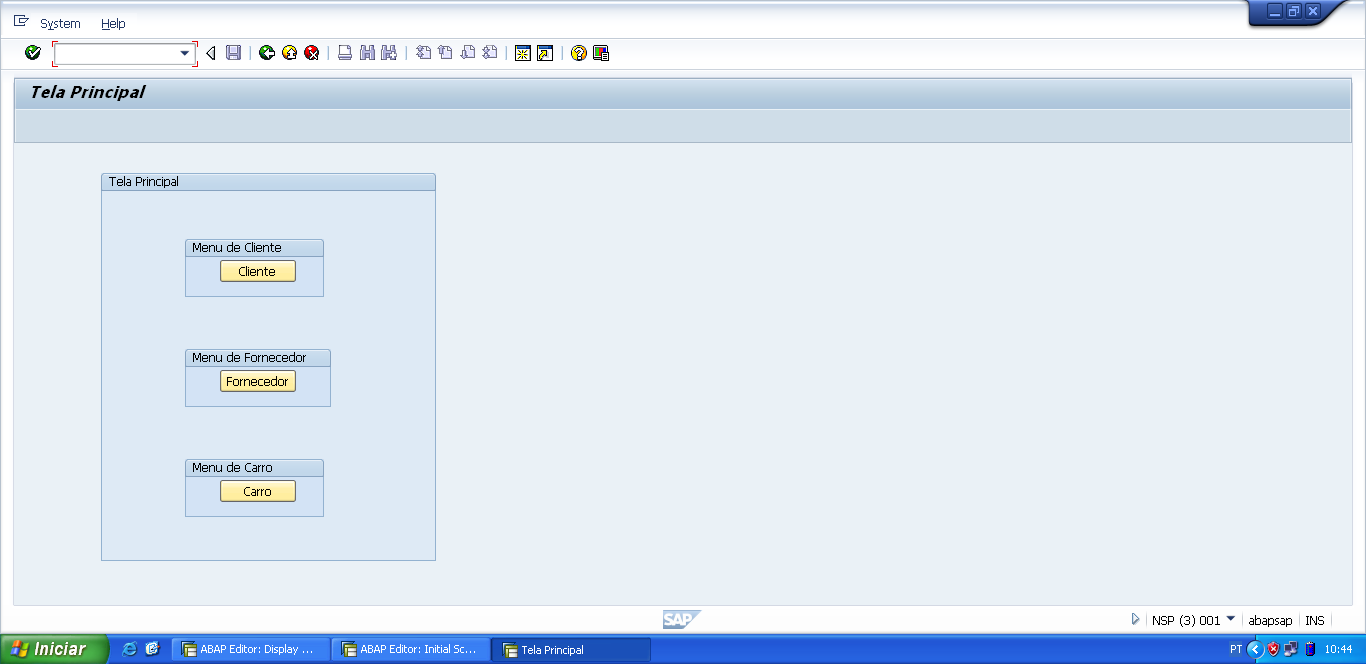 System Help
Tela Principal
Tela Principal
Menu de Cliente
Cliente
Menu de Fornecedor
Fornecedor
Menu de Carro
Carro
SAP
NSP (3) 001 abapsap INS
Iniciar ABAP Editor: Display ... ABAP Editor: Initial Sc... Tela Principal PT 10:44